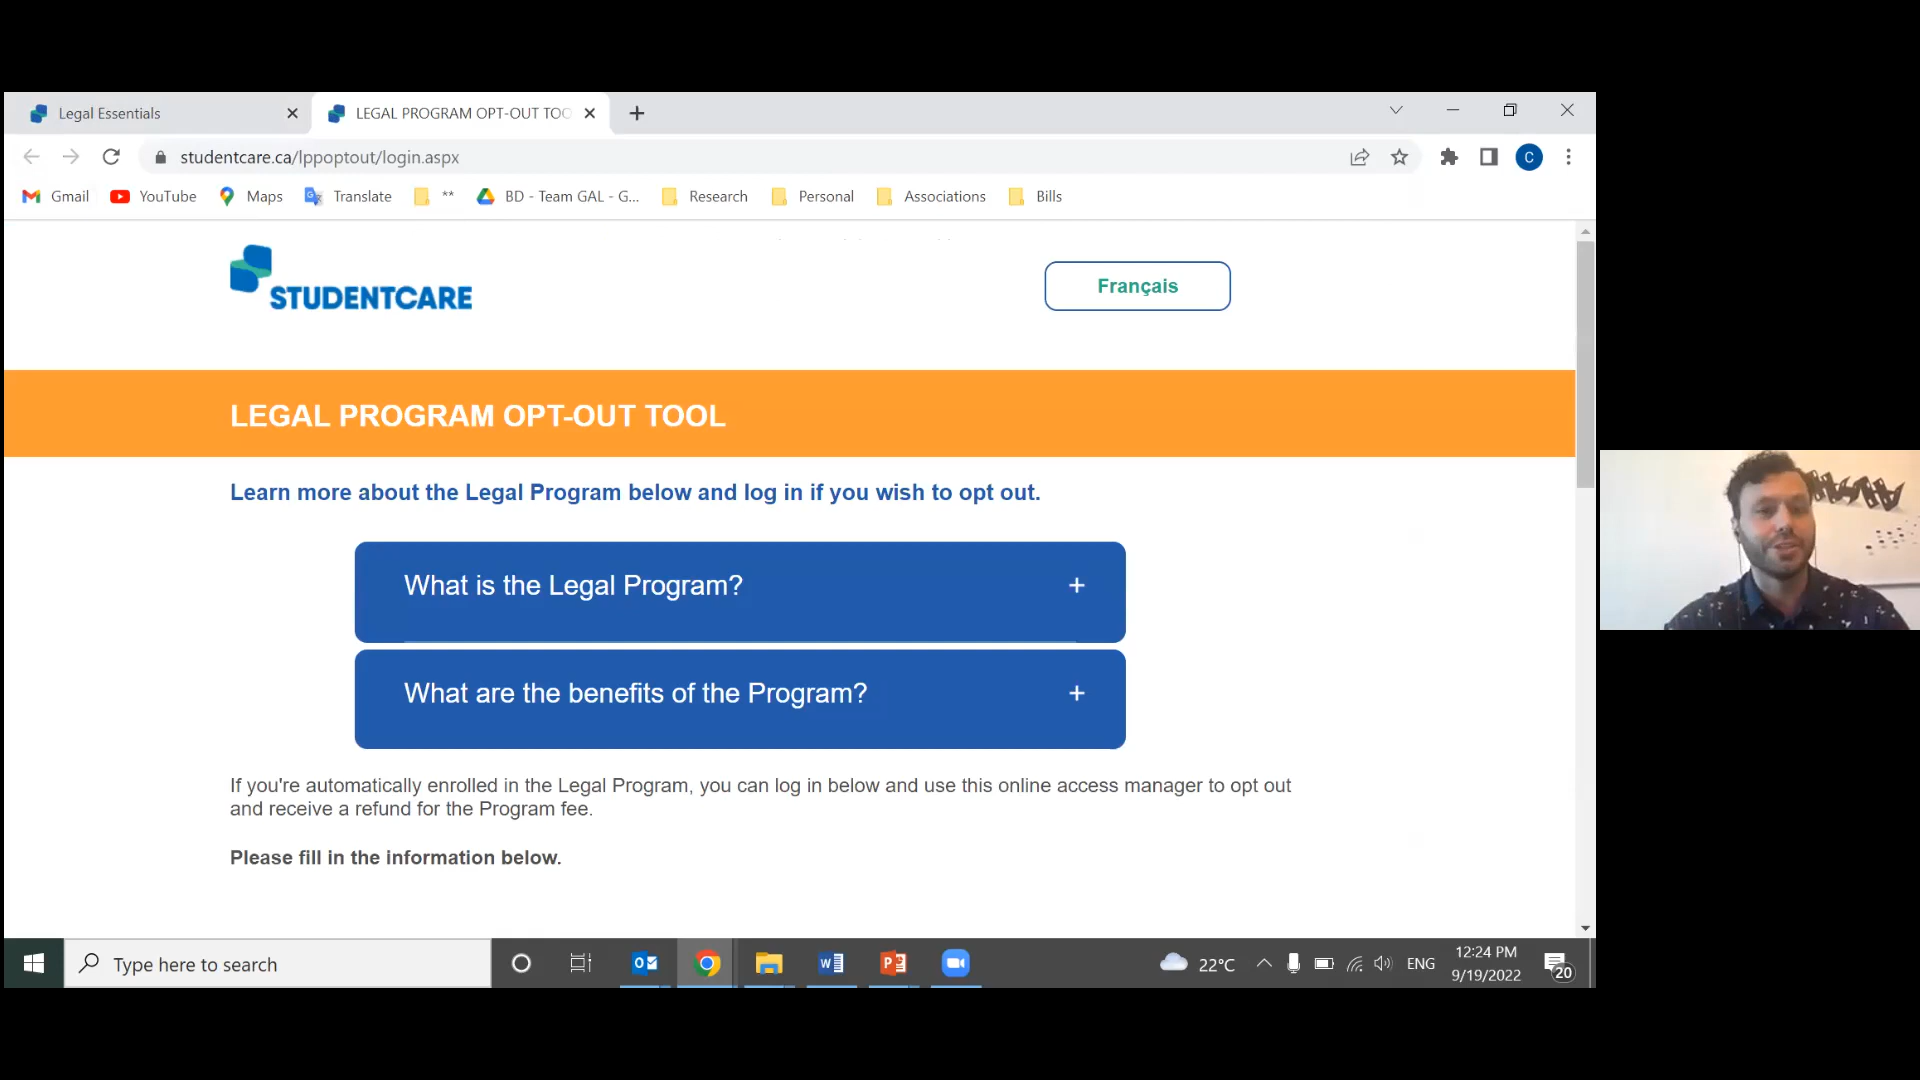 Legal Essentials
LEGAL PROGRAM OPT-OUT TOO
studentcare.ca/lppoptout/login.aspx
C
Gmail
YouTube
Maps
Translate
**
BD - Team GAL - G...
Research
Personal
Associations
Bills
STUDENTCARE
Français
LEGAL PROGRAM OPT-OUT TOOL
Learn more about the Legal Program below and log in if you wish to opt out.
What is the Legal Program? +
What are the benefits of the Program? +
If you're automatically enrolled in the Legal Program, you can log in below and use this online access manager to opt out
and receive a refund for the Program fee.
Please fill in the information below.
Type here to search
22°C
ENG
12:24 PM
9/19/2022
20